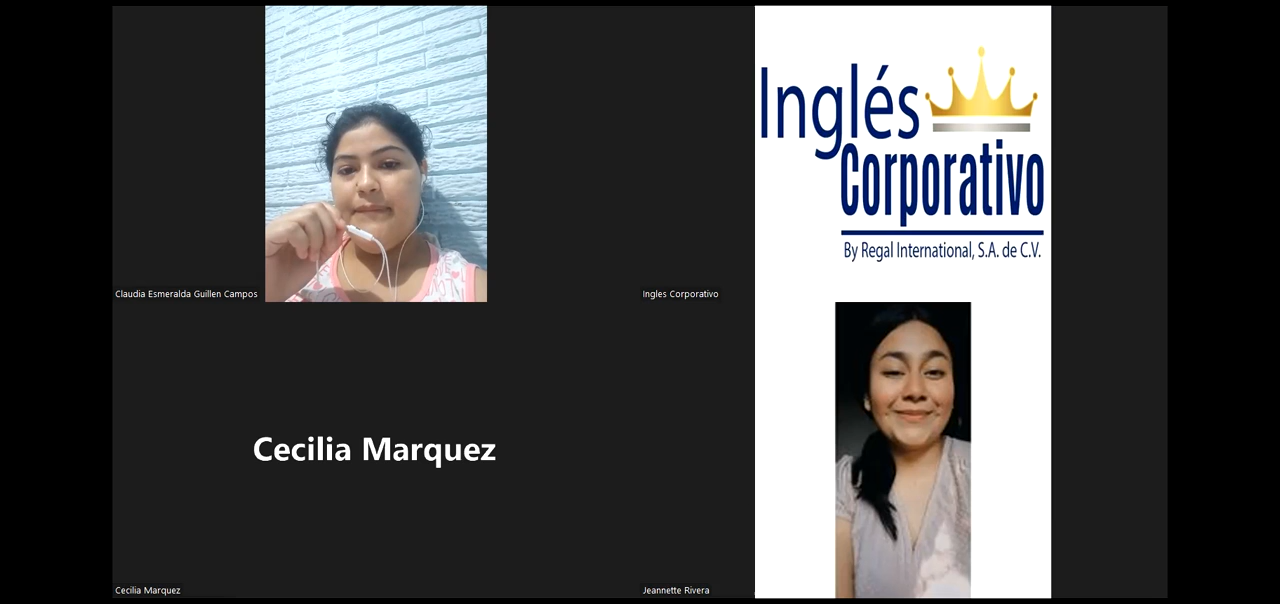 Inglés
Corporativo
By Regal International, S.A. de C.V.
Claudia Esmeralda Guillen Campos
Ingles Corporativo
Cecilia Marquez
Cecilia Marquez
Jeannette Rivera